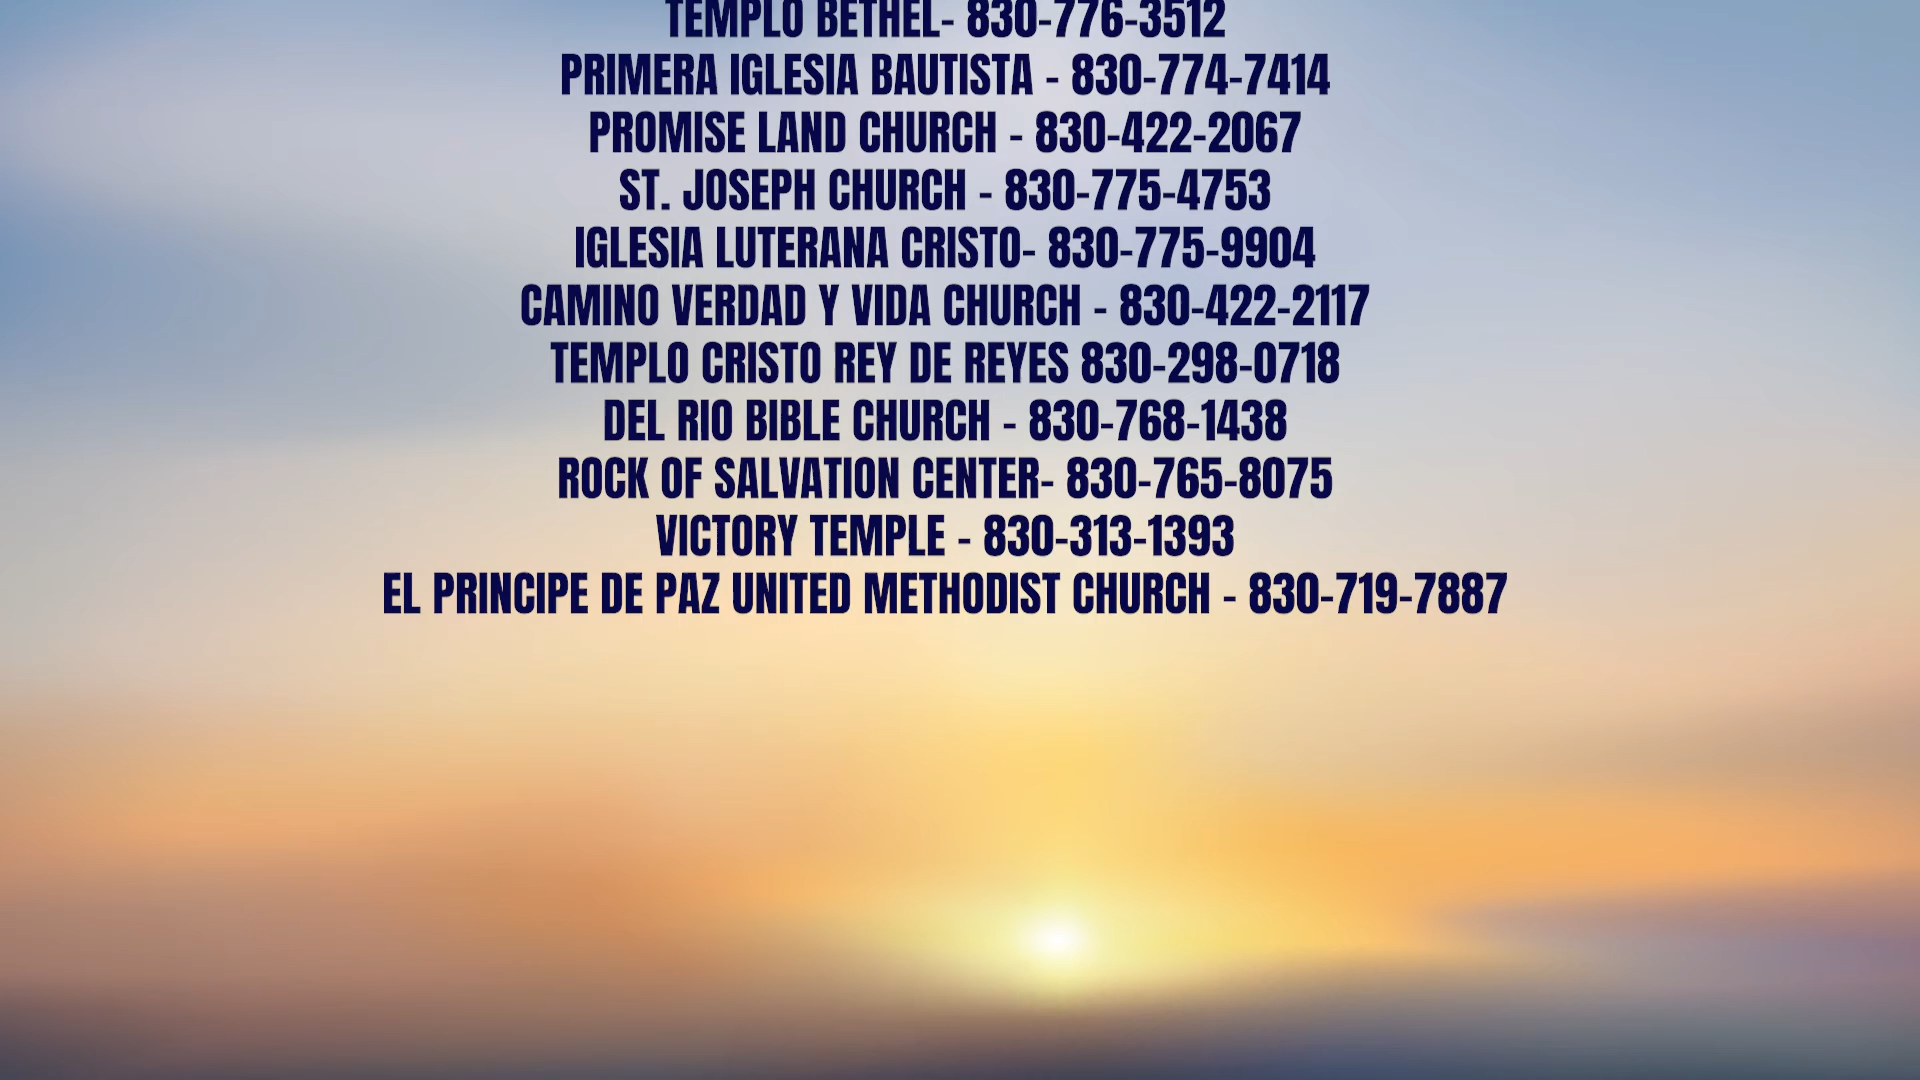 TEMPLO BETHEL- 830-776-3512
PRIMERA IGLESIA BAUTISTA - 830-774-7414
PROMISE LAND CHURCH - 830-422-2067
ST. JOSEPH CHURCH - 830-775-4753
IGLESIA LUTERANA CRISTO- 830-775-9904
CAMINO VERDAD Y VIDA CHURCH - 830-422-2117
TEMPLO CRISTO REY DE REYES 830-298-0718
DEL RIO BIBLE CHURCH - 830-768-1438
ROCK OF SALVATION CENTER- 830-765-8075
VICTORY TEMPLE - 830-313-1393
EL PRINCIPE DE PAZ UNITED METHODIST CHURCH - 830-719-7887